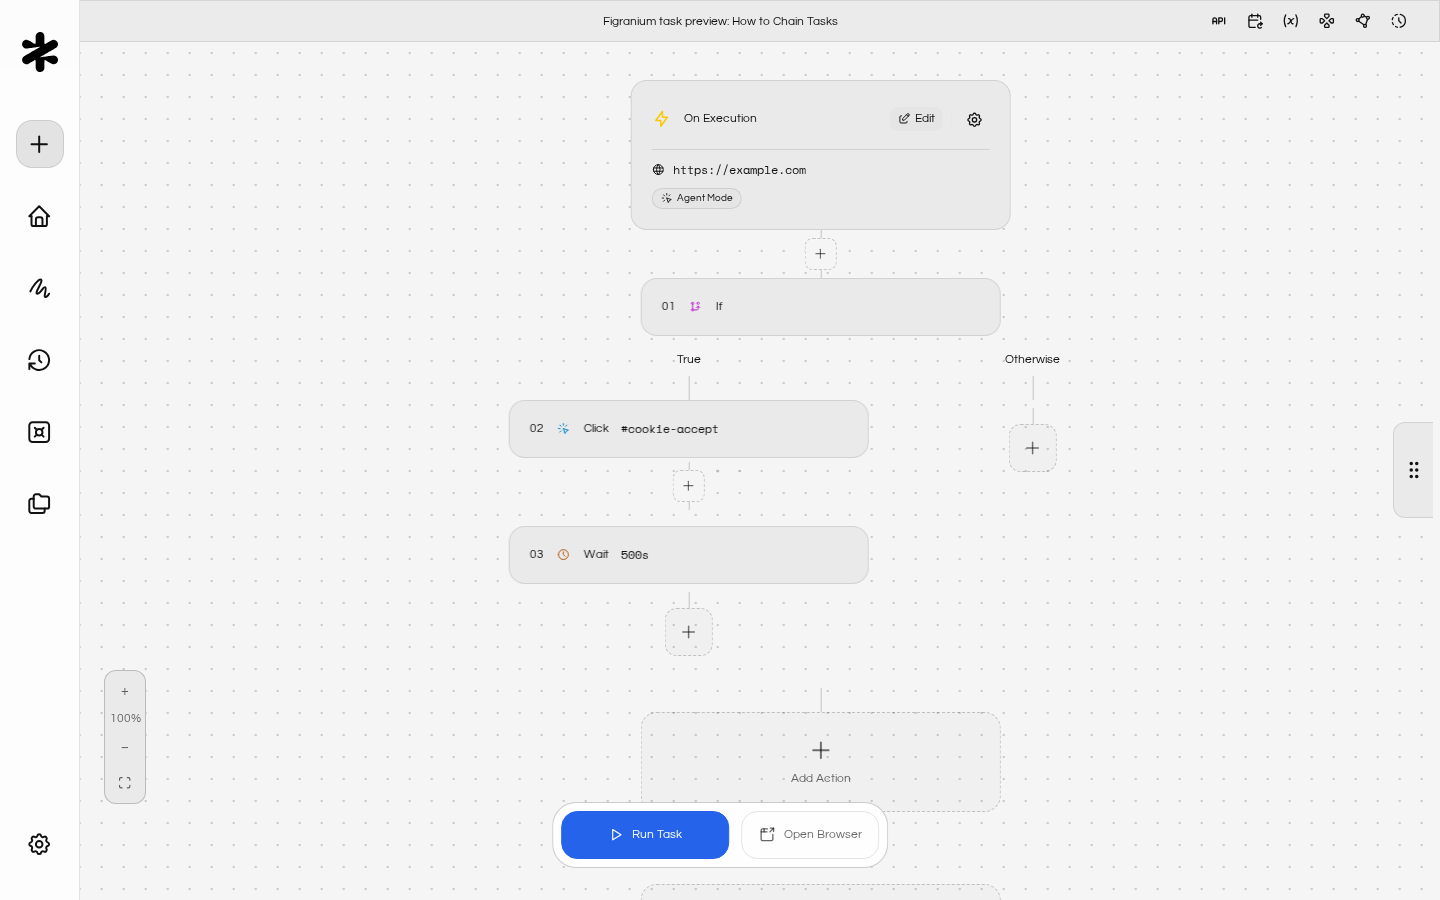 Figranium task preview: How to Chain Tasks
API
(x)
On Execution
Edit
https://example.com
Agent Mode
01 If
True
Otherwise
02 Click #cookie-accept
03 Wait 500s
100%
Add Action
Run Task
Open Browser